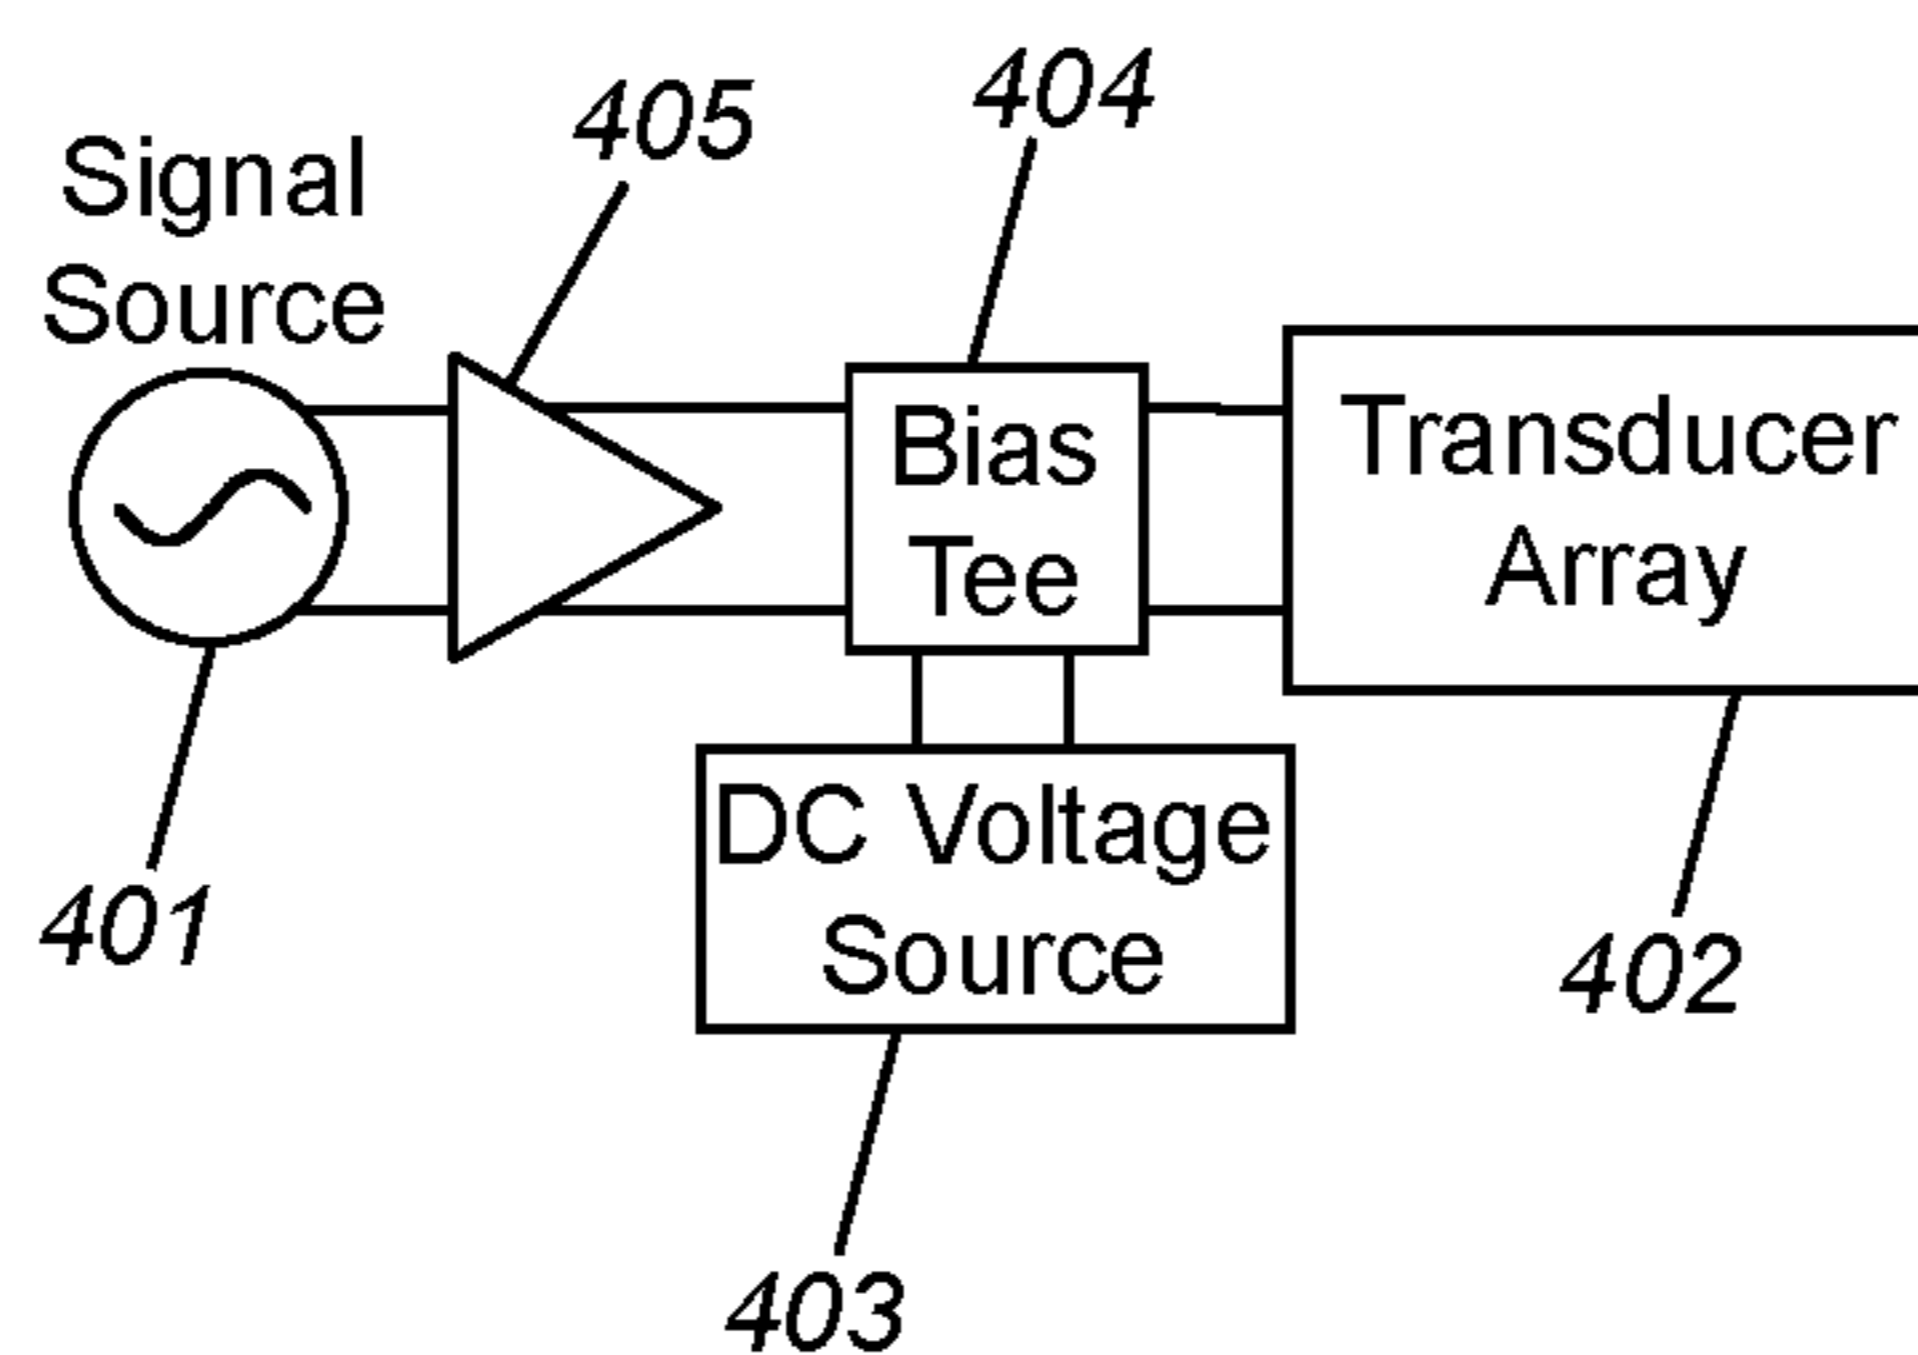 404
405
Signal
Source
Bias
Tee
Transducer
Array
DC Voltage
Source
401
402
403